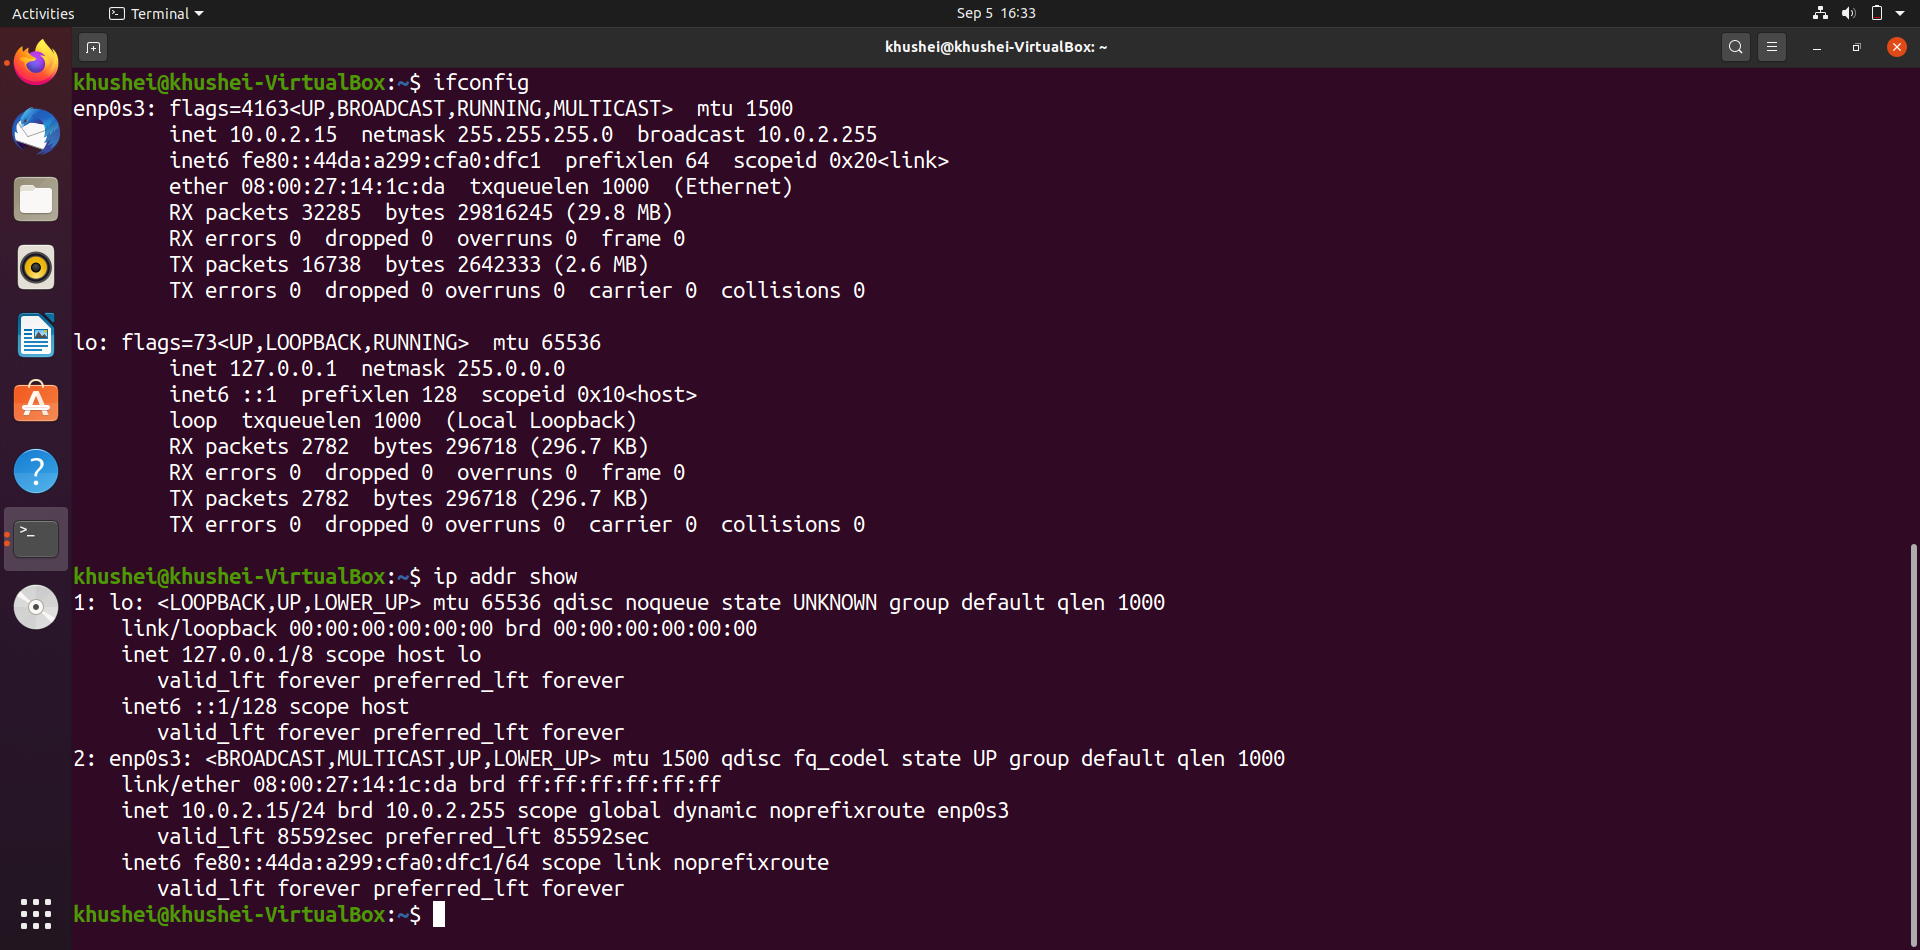 Activities Terminal Sep 5 16:33
khushei@khushei-VirtualBox: ~
khushei@khushei-VirtualBox:~$ ifconfig
enp0s3: flags=4163<UP,BROADCAST,RUNNING,MULTICAST>  mtu 1500
        inet 10.0.2.15  netmask 255.255.255.0  broadcast 10.0.2.255
        inet6 fe80::44da:a299:cfa0:dfc1  prefixlen 64  scopeid 0x20<link>
        ether 08:00:27:14:1c:da  txqueuelen 1000  (Ethernet)
        RX packets 32285  bytes 29816245 (29.8 MB)
        RX errors 0  dropped 0  overruns 0  frame 0
        TX packets 16738  bytes 2642333 (2.6 MB)
        TX errors 0  dropped 0 overruns 0  carrier 0  collisions 0

lo: flags=73<UP,LOOPBACK,RUNNING>  mtu 65536
        inet 127.0.0.1  netmask 255.0.0.0
        inet6 ::1  prefixlen 128  scopeid 0x10<host>
        loop  txqueuelen 1000  (Local Loopback)
        RX packets 2782  bytes 296718 (296.7 KB)
        RX errors 0  dropped 0  overruns 0  frame 0
        TX packets 2782  bytes 296718 (296.7 KB)
        TX errors 0  dropped 0 overruns 0  carrier 0  collisions 0

khushei@khushei-VirtualBox:~$ ip addr show
1: lo: <LOOPBACK,UP,LOWER_UP> mtu 65536 qdisc noqueue state UNKNOWN group default qlen 1000
    link/loopback 00:00:00:00:00:00 brd 00:00:00:00:00:00
    inet 127.0.0.1/8 scope host lo
       valid_lft forever preferred_lft forever
    inet6 ::1/128 scope host
       valid_lft forever preferred_lft forever
2: enp0s3: <BROADCAST,MULTICAST,UP,LOWER_UP> mtu 1500 qdisc fq_codel state UP group default qlen 1000
    link/ether 08:00:27:14:1c:da brd ff:ff:ff:ff:ff:ff
    inet 10.0.2.15/24 brd 10.0.2.255 scope global dynamic noprefixroute enp0s3
       valid_lft 85592sec preferred_lft 85592sec
    inet6 fe80::44da:a299:cfa0:dfc1/64 scope link noprefixroute
       valid_lft forever preferred_lft forever
khushei@khushei-VirtualBox:~$